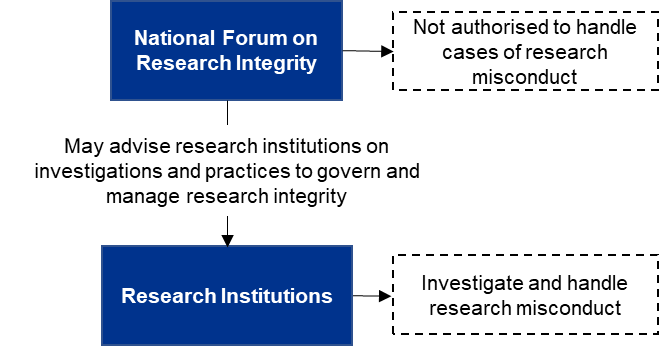 National Forum on
Research Integrity
Not authorised to handle
cases of research
misconduct
May advise research institutions on
investigations and practices to govern and
manage research integrity
Research Institutions
Investigate and handle
research misconduct